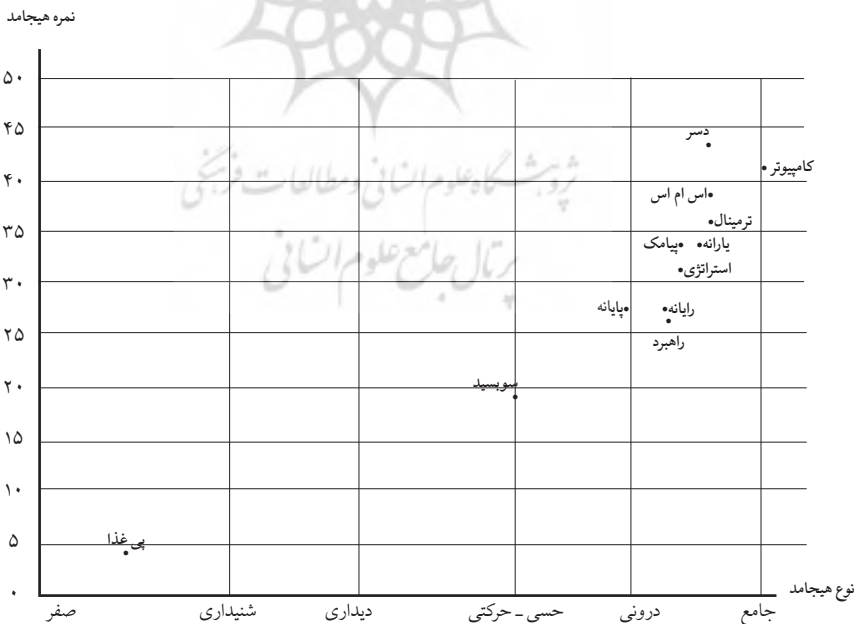 نمره هیجامد
۵۰
۴۵
۴۰
۳۵
۳۰
۲۵
۲۰
۱۵
۱۰
۵
۰
دسر
کامپیوتر
اس ام اس
ترمینال
یارانه
پیامک
استراتژی
رایانه
پایانه
راهبرد
سوبسید
پی غذا
پژوهشگاه علوم انسانی و مطالعات فرهنگی
پرتال جامع علوم انسانی
نوع هیجامد
جامع
درونی
حسی - حرکتی
دیداری
شنیداری
صفر